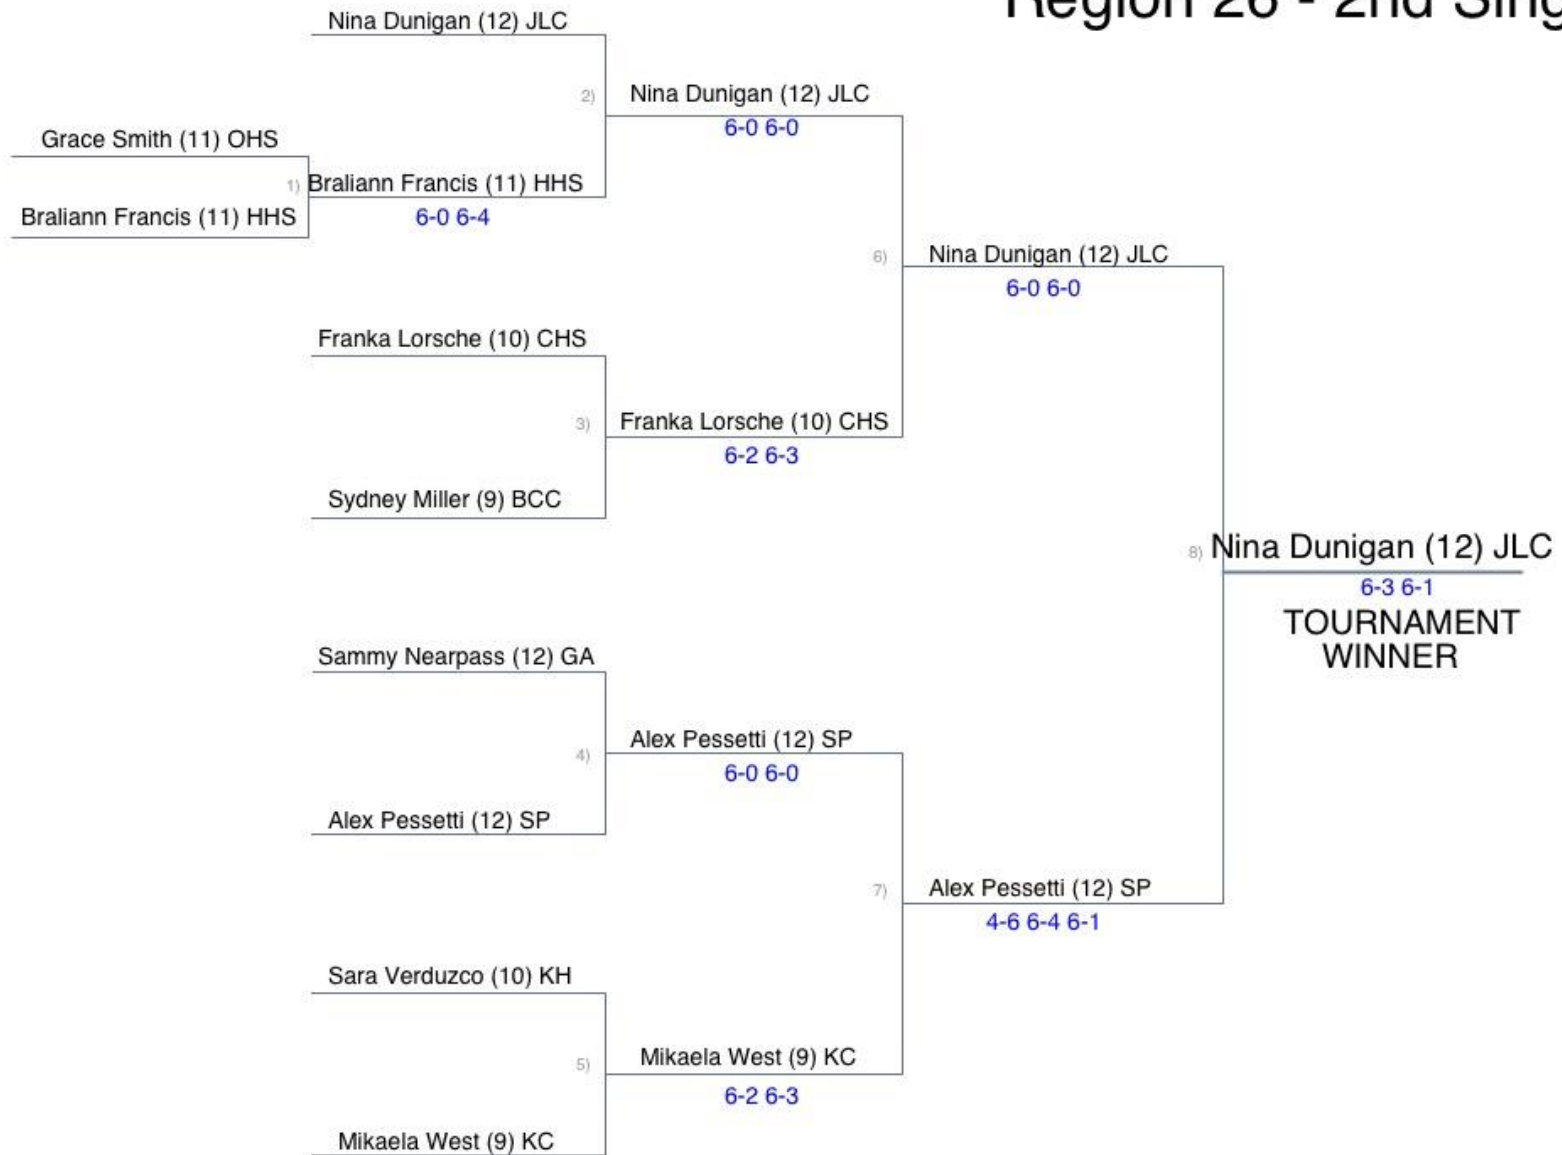 Region 26 - 2nd Sing
Nina Dunigan (12) JLC
2)
Nina Dunigan (12) JLC
6-0 6-0
Grace Smith (11) OHS
1)
Braliann Francis (11) HHS
6-0 6-4
Braliann Francis (11) HHS
6)
Nina Dunigan (12) JLC
6-0 6-0
Franka Lorsche (10) CHS
3)
Franka Lorsche (10) CHS
6-2 6-3
Sydney Miller (9) BCC
8)
Nina Dunigan (12) JLC
6-3 6-1
TOURNAMENT
WINNER
Sammy Nearpass (12) GA
4)
Alex Pessetti (12) SP
6-0 6-0
Alex Pessetti (12) SP
7)
Alex Pessetti (12) SP
4-6 6-4 6-1
Sara Verduzco (10) KH
5)
Mikaela West (9) KC
6-2 6-3
Mikaela West (9) KC